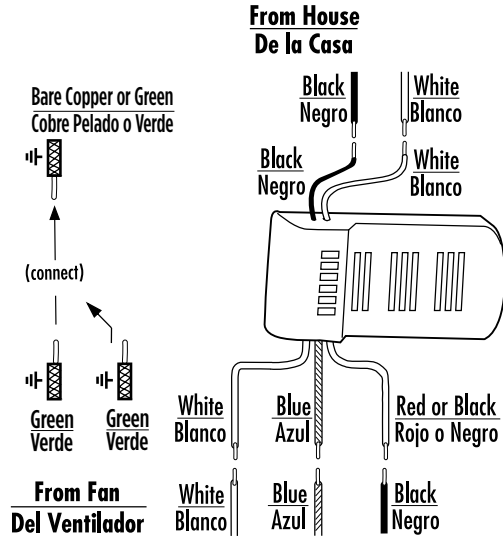 From House
De la Casa
Bare Copper or Green
Cobre Pelado o Verde
Black
Negro
White
Blanco
Black
Negro
White
Blanco
(connect)
Green
Verde
Green
Verde
White
Blanco
Blue
Azul
Red or Black
Rojo o Negro
From Fan
Del Ventilador
White
Blanco
Blue
Azul
Black
Negro